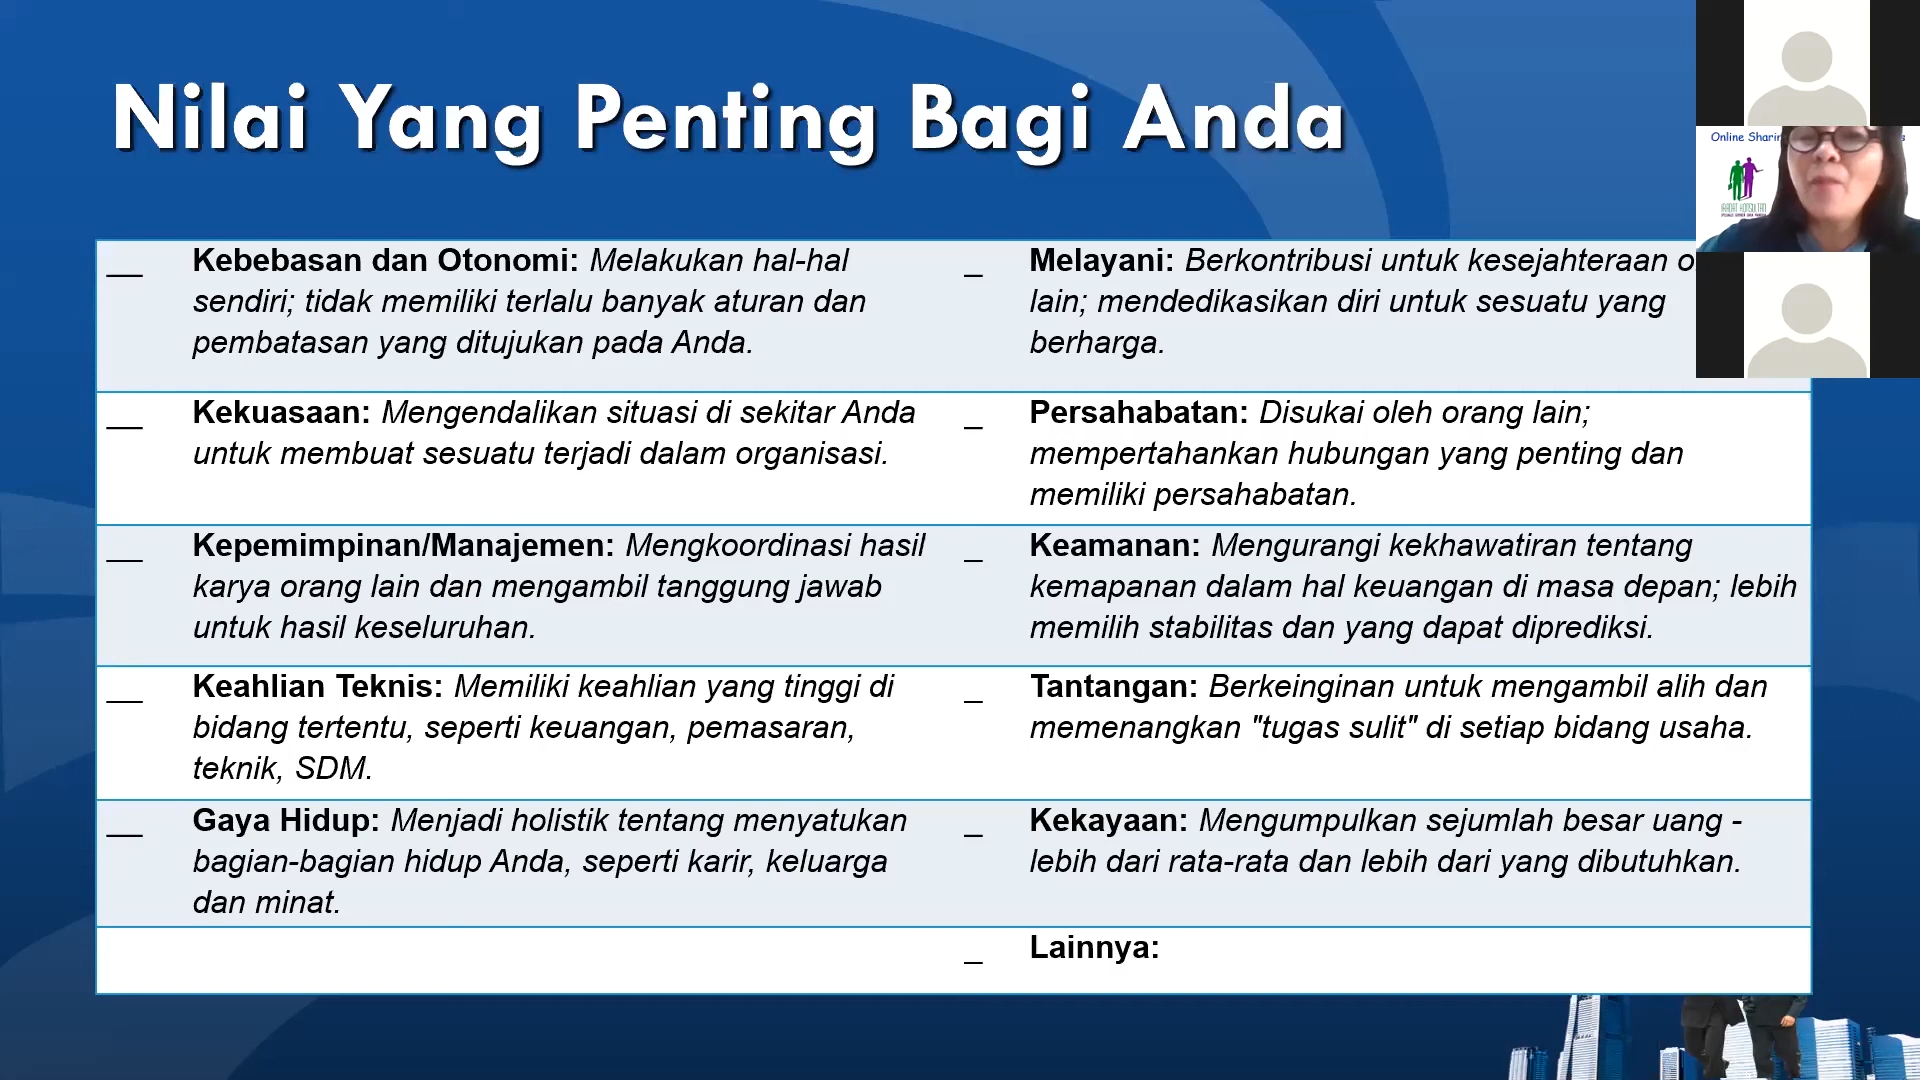 Nilai Yang Penting Bagi Anda
Online Sharin
__ Kebebasan dan Otonomi: Melakukan hal-hal
sendiri; tidak memiliki terlalu banyak aturan dan
pembatasan yang ditujukan pada Anda.
_ Melayani: Berkontribusi untuk kesejahteraan
lain; mendedikasikan diri untuk sesuatu yang
berharga.
__ Kekuasaan: Mengendalikan situasi di sekitar Anda
untuk membuat sesuatu terjadi dalam organisasi.
_ Persahabatan: Disukai oleh orang lain;
mempertahankan hubungan yang penting dan
memiliki persahabatan.
__ Kepemimpinan/Manajemen: Mengkoordinasi hasil
karya orang lain dan mengambil tanggung jawab
untuk hasil keseluruhan.
_ Keamanan: Mengurangi kekhawatiran tentang
kemapanan dalam hal keuangan di masa depan; lebih
memilih stabilitas dan yang dapat diprediksi.
__ Keahlian Teknis: Memiliki keahlian yang tinggi di
bidang tertentu, seperti keuangan, pemasaran,
teknik, SDM.
_ Tantangan: Berkeinginan untuk mengambil alih dan
memenangkan "tugas sulit" di setiap bidang usaha.
__ Gaya Hidup: Menjadi holistik tentang menyatukan
bagian-bagian hidup Anda, seperti karir, keluarga
dan minat.
_ Kekayaan: Mengumpulkan sejumlah besar uang -
lebih dari rata-rata dan lebih dari yang dibutuhkan.
_ Lainnya: